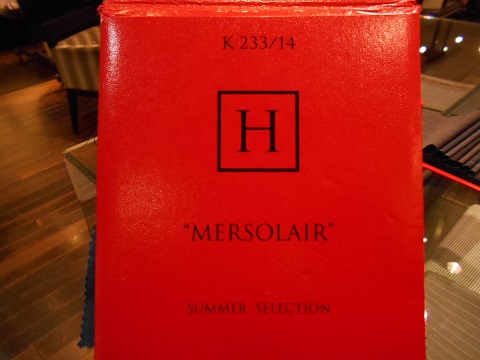 K 233/14
H
"MERSOLAIR"
SUMMER SELECTION